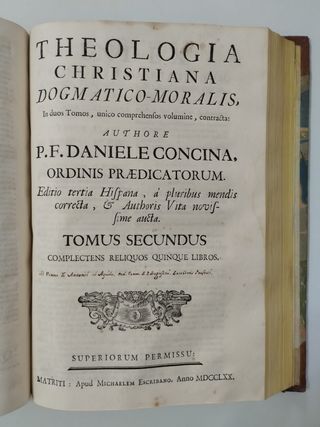 THEOLOGIA
CHRISTIANA
DOGMATICO-MORALIS,
In duos Tomos, unico comprehensos volumine, contracta:
AUTHORE
P. F. DANIELE CONCINA,
ORDINIS PRÆDICATORUM.
Editio tertia Hispana, à pluribus mendis
correcta, & Authoris Vita novis-
sime aucta.
TOMUS SECUNDUS
COMPLECTENS RELIQUOS QUINQUE LIBROS.
SUPERIORUM PERMISSU:
MATRITI: Apud Michaelem Escribano. Anno MDCCLXX.